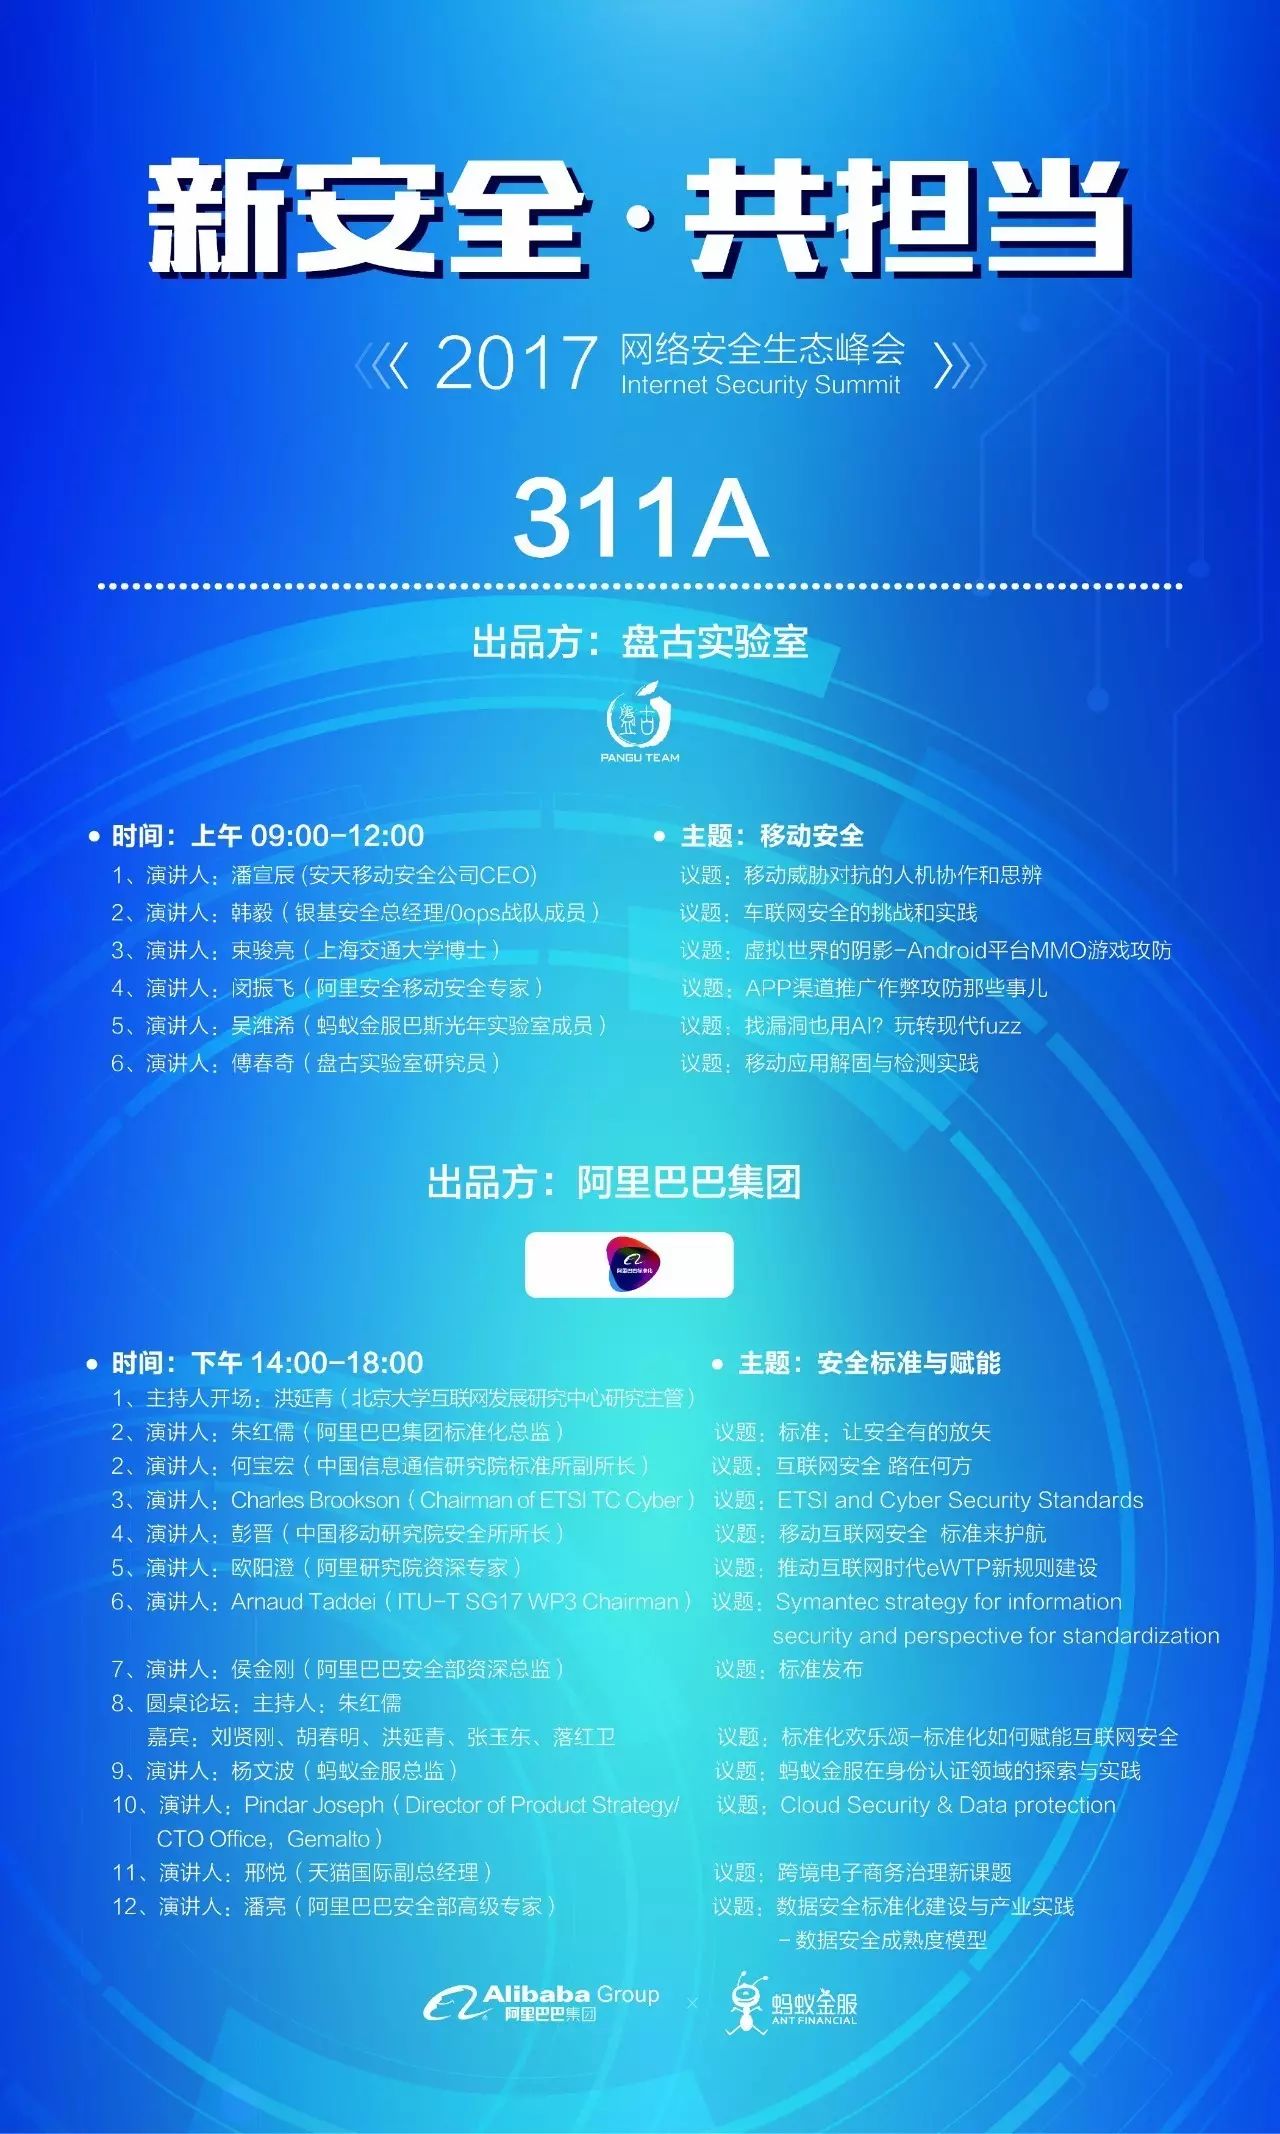 新安全·共担当
2017 网络安全生态峰会
Internet Security Summit
311A
出品方：盘古实验室
盤古
PANGU TEAM
时间：上午 09:00-12:00 主题：移动安全
1、演讲人：潘宣辰 (安天移动安全公司CEO) 议题：移动威胁对抗的人机协作和思辨
2、演讲人：韩毅（银基安全总经理/0ops战队成员） 议题：车联网安全的挑战和实践
3、演讲人：束骏亮（上海交通大学博士） 议题：虚拟世界的阴影-Android平台MMO游戏攻防
4、演讲人：闵振飞（阿里安全移动安全专家） 议题：APP渠道推广作弊攻防那些事儿
5、演讲人：吴潍浠（蚂蚁金服巴斯光年实验室成员） 议题：找漏洞也用AI？玩转现代fuzz
6、演讲人：傅春奇（盘古实验室研究员） 议题：移动应用解固与检测实践
出品方：阿里巴巴集团
阿里巴巴标准化
时间：下午 14:00-18:00 主题：安全标准与赋能
1、主持人开场：洪延青（北京大学互联网发展研究中心研究主管）
2、演讲人：朱红儒（阿里巴巴集团标准化总监） 议题：标准：让安全有的放矢
2、演讲人：何宝宏（中国信息通信研究院标准所副所长） 议题：互联网安全 路在何方
3、演讲人：Charles Brookson（Chairman of ETSI TC Cyber） 议题：ETSI and Cyber Security Standards
4、演讲人：彭晋（中国移动研究院安全所所长） 议题：移动互联网安全 标准来护航
5、演讲人：欧阳澄（阿里研究院资深专家） 议题：推动互联网时代eWTP新规则建设
6、演讲人：Arnaud Taddei（ITU-T SG17 WP3 Chairman） 议题：Symantec strategy for information
security and perspective for standardization
7、演讲人：侯金刚（阿里巴巴安全部资深总监） 议题：标准发布
8、圆桌论坛：主持人：朱红儒
嘉宾：刘贤刚、胡春明、洪延青、张玉东、落红卫 议题：标准化欢乐颂-标准化如何赋能互联网安全
9、演讲人：杨文波（蚂蚁金服总监） 议题：蚂蚁金服在身份认证领域的探索与实践
10、演讲人：Pindar Joseph（Director of Product Strategy/ 议题：Cloud Security & Data protection
CTO Office，Gemalto）
11、演讲人：邢悦（天猫国际副总经理） 议题：跨境电子商务治理新课题
12、演讲人：潘亮（阿里巴巴安全部高级专家） 议题：数据安全标准化建设与产业实践
-数据安全成熟度模型
Alibaba Group × 蚂蚁金服
阿里巴巴集团 ANT FINANCIAL